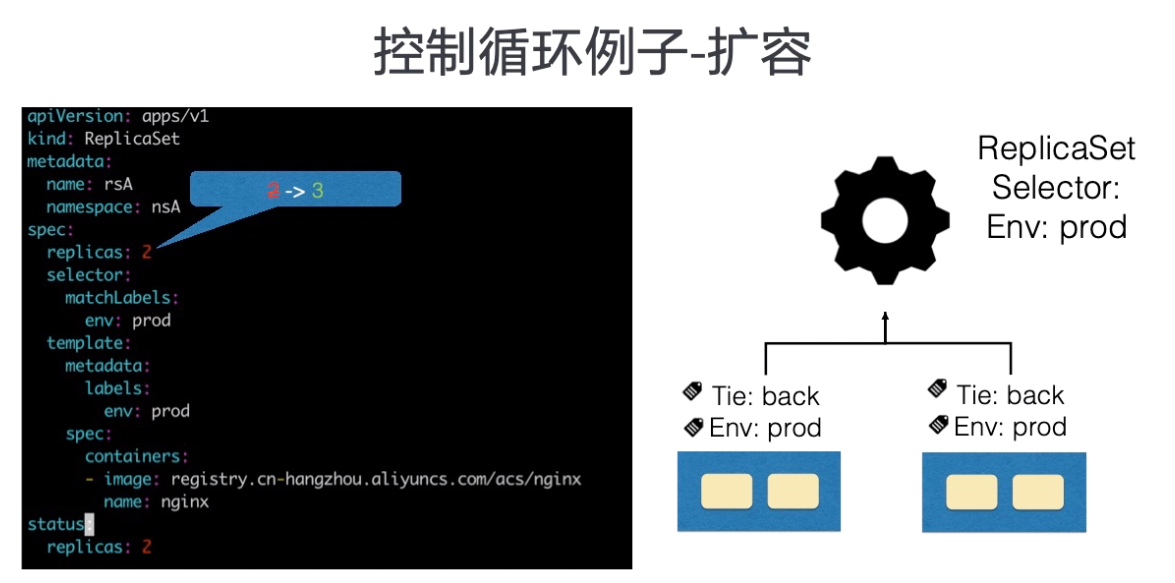 控制循环例子-扩容
apiVersion: apps/v1
kind: ReplicaSet
metadata:
  name: rsA
  namespace: nsA
2 -> 3
spec:
  replicas: 2
  selector:
    matchLabels:
      env: prod
  template:
    metadata:
      labels:
        env: prod
    spec:
      containers:
      - image: registry.cn-hangzhou.aliyuncs.com/acs/nginx
        name: nginx
status:
  replicas: 2
ReplicaSet
Selector:
Env: prod
Tie: back
Env: prod
Tie: back
Env: prod